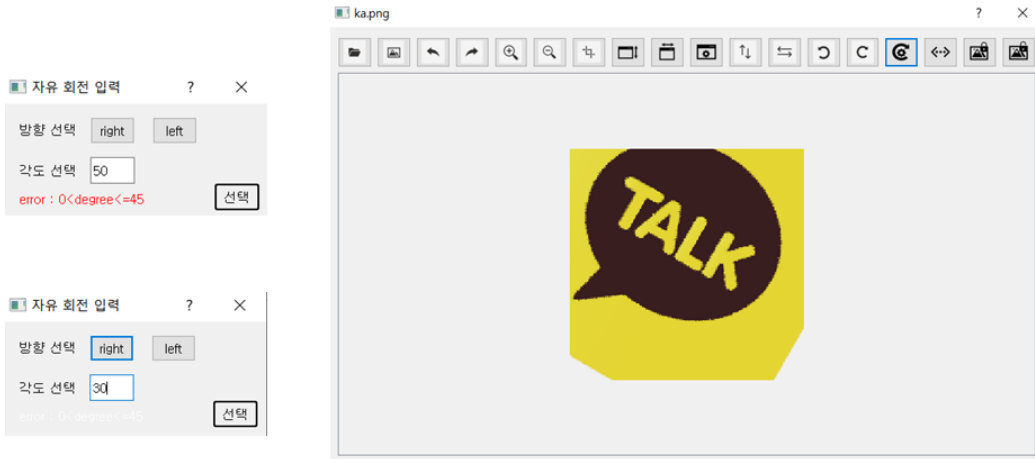 자유 회전 입력
방향 선택 right left
각도 선택 50
error : 0<degree<=45
선택
자유 회전 입력
방향 선택 right left
각도 선택 30
error : 0<degree<=45
선택
ka.png
TALK